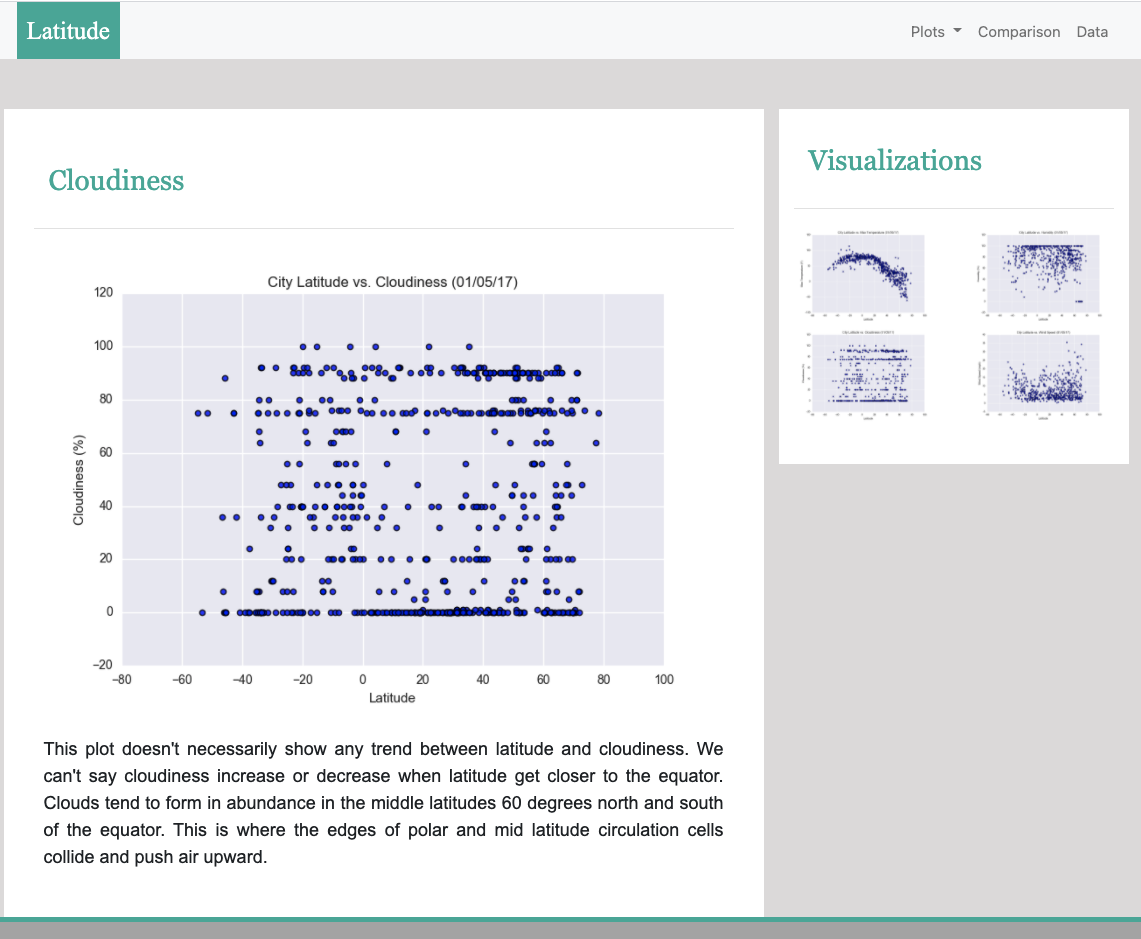 Latitude
Plots Comparison Data
Cloudiness
City Latitude vs. Cloudiness (01/05/17)
120
100
80
60
40
20
0
−20
Cloudiness (%)
−80 −60 −40 −20 0 20 40 60 80 100
Latitude
This plot doesn't necessarily show any trend between latitude and cloudiness. We
can't say cloudiness increase or decrease when latitude get closer to the equator.
Clouds tend to form in abundance in the middle latitudes 60 degrees north and south
of the equator. This is where the edges of polar and mid latitude circulation cells
collide and push air upward.
Visualizations